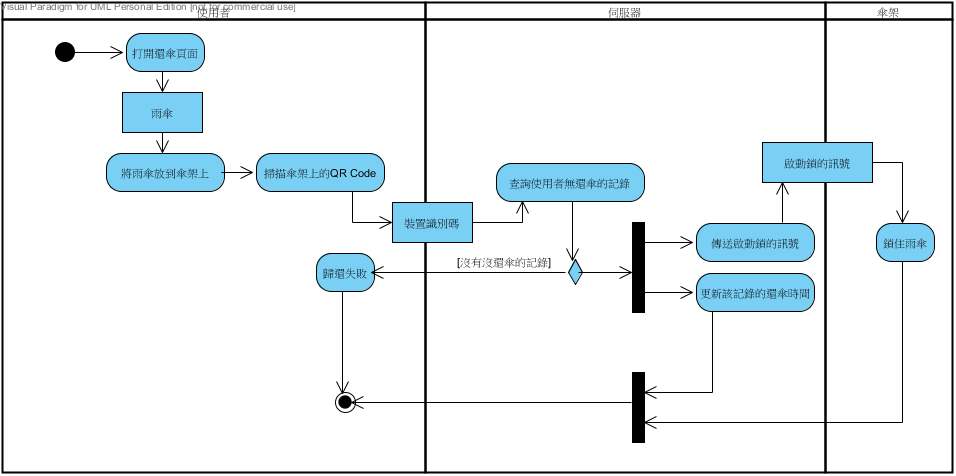 Visual Paradigm for UML Personal Edition [not for commercial use]
使用者
伺服器
傘架
打開還傘頁面
雨傘
將雨傘放到傘架上
掃描傘架上的QR Code
裝置識別碼
查詢使用者無還傘的記錄
啟動鎖的訊號
傳送啟動鎖的訊號
鎖住雨傘
[沒有沒還傘的記錄]
歸還失敗
更新該記錄的還傘時間